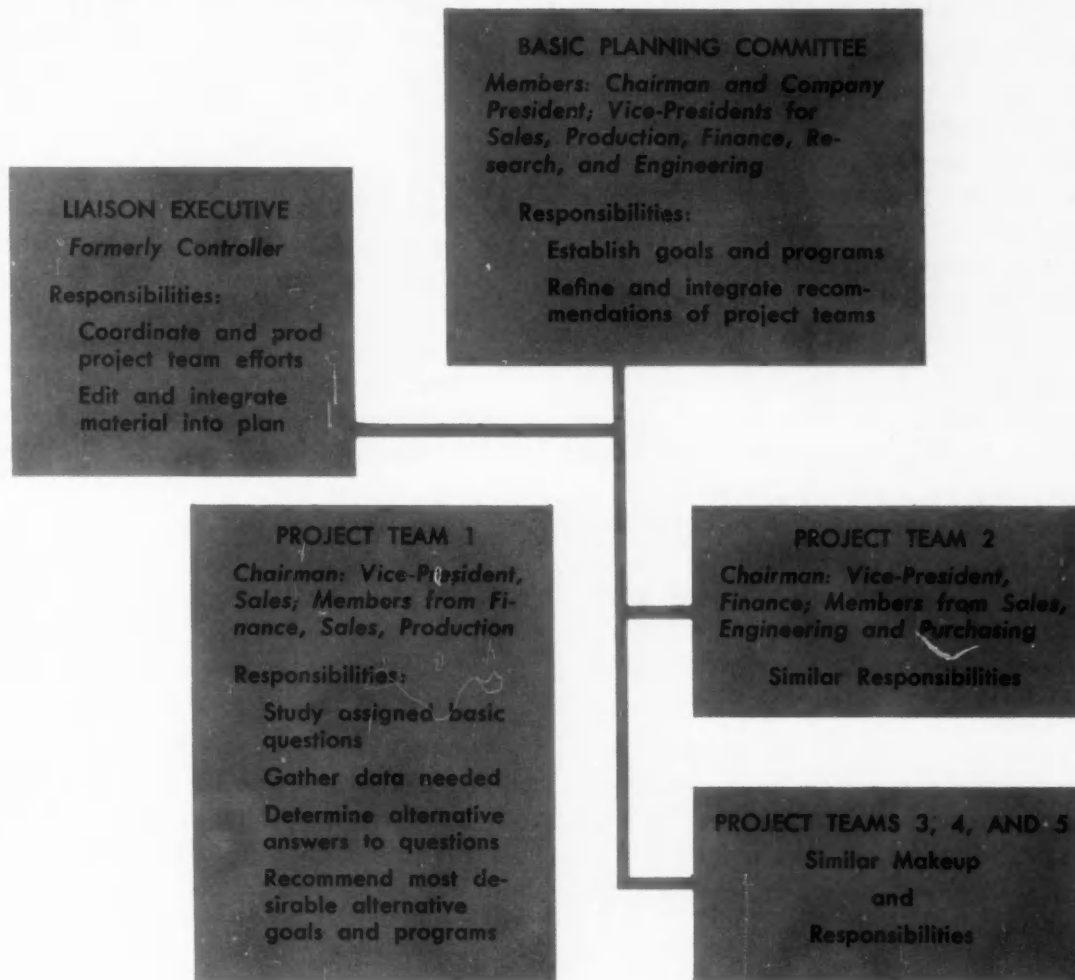 BASIC PLANNING COMMITTEE
Members: Chairman and Company
President; Vice-Presidents for
Sales, Production, Finance, Re-
search, and Engineering
Responsibilities:
Establish goals and programs
Refine and integrate recom-
mendations of project teams
LIAISON EXECUTIVE
Formerly Controller
Responsibilities:
Coordinate and prod
project team efforts
Edit and integrate
material into plan
PROJECT TEAM 1
Chairman: Vice-President,
Sales; Members from Fi-
nance, Sales, Production
Responsibilities:
Study assigned basic
questions
Gather data needed
Determine alternative
answers to questions
Recommend most de-
sirable alternative
goals and programs
PROJECT TEAM 2
Chairman: Vice-President,
Finance; Members from Sales,
Engineering and Purchasing
Similar Responsibilities
PROJECT TEAMS 3, 4, AND 5
Similar Makeup
and
Responsibilities